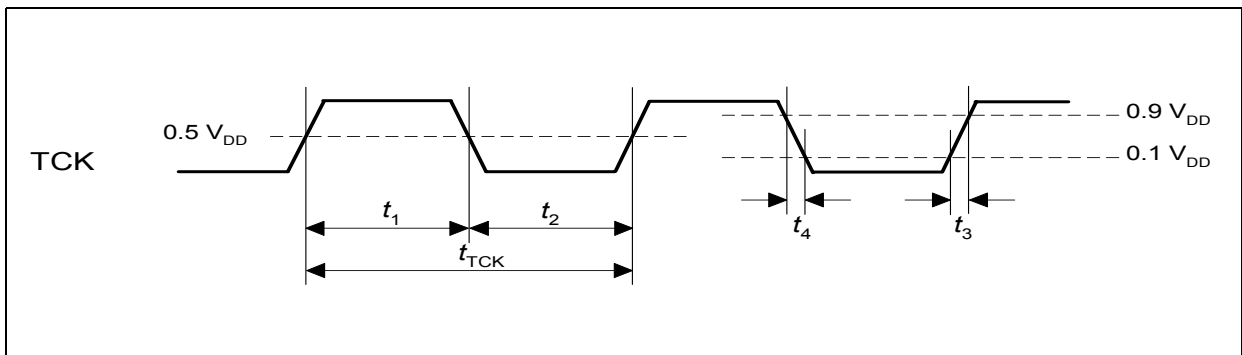 0.9 V_DD
0.5 V_DD
TCK
0.1 V_DD
t_1
t_2
t_4
t_3
t_TCK